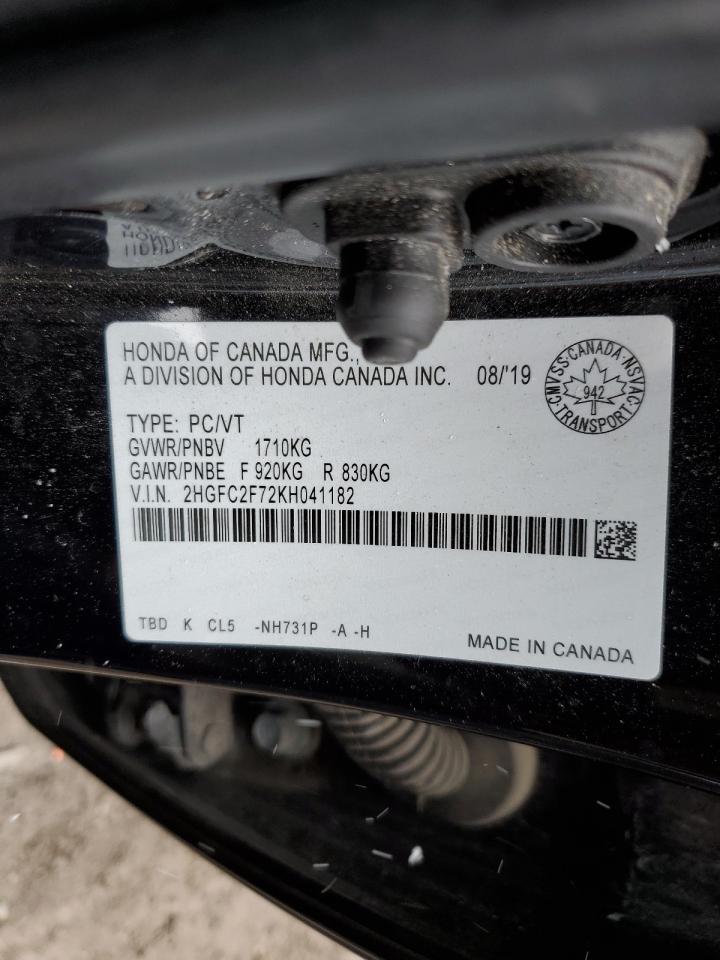 HONDA OF CANADA MFG.,
A DIVISION OF HONDA CANADA INC. 08/'19
CMVSS·CANADA·NSVAC
942
·TRANSPORT·
TYPE: PC/VT
GVWR/PNBV 1710KG
GAWR/PNBE F 920KG R 830KG
V.I.N. 2HGFC2F72KH041182
TBD K CL5 -NH731P -A -H
MADE IN CANADA